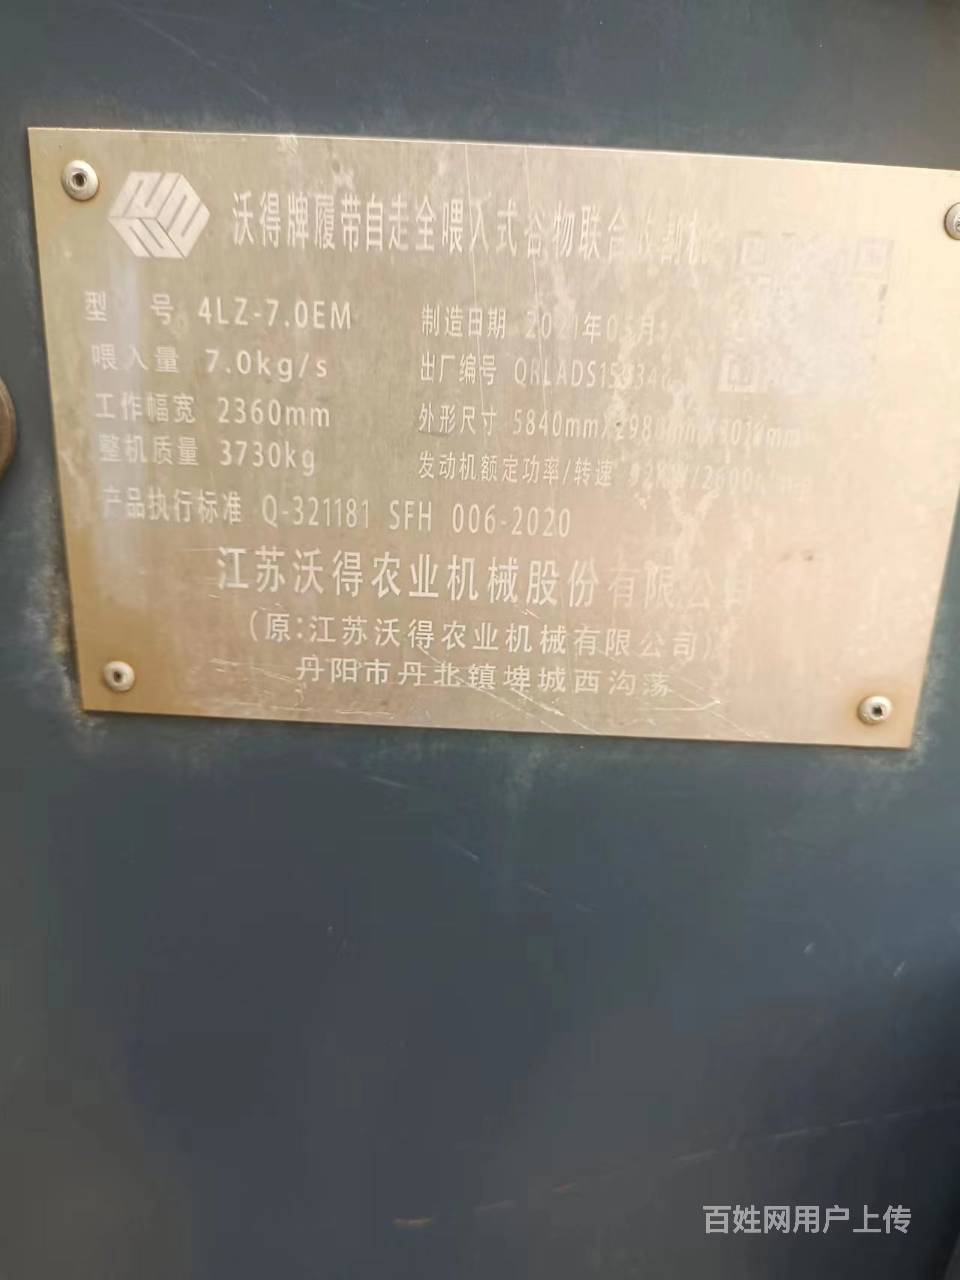 沃得牌履带自走全喂入式谷物联合收割机
型 号 4LZ-7.0EM
制造日期 2021年05月
喂入量 7.0kg/s
出厂编号
工作幅宽 2360mm
外形尺寸 5840mm
整机质量 3730kg
发动机额定功率/转速
产品执行标准 Q-321181 SFH 006-2020
江苏沃得农业机械股份有限公司
(原:江苏沃得农业机械有限公司)
丹阳市丹北镇埤城西沟荡
百姓网用户上传